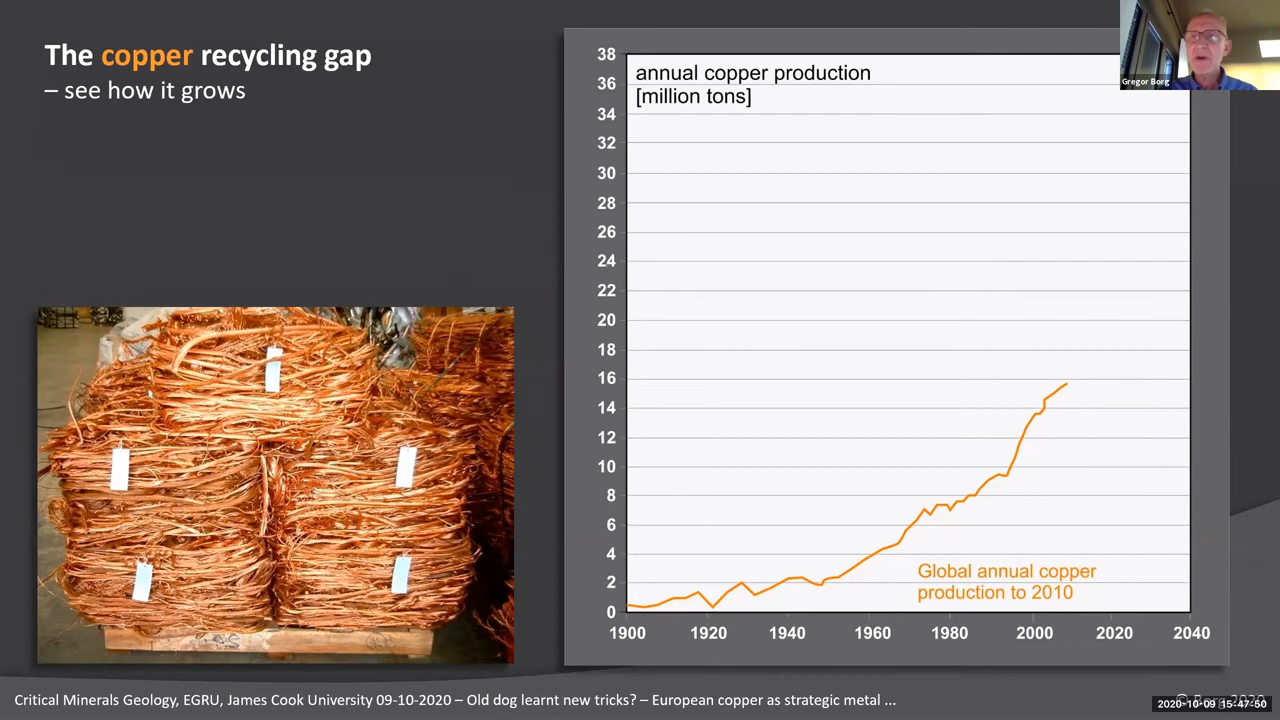 The copper recycling gap
– see how it grows
annual copper production
[million tons]
38
36
34
32
30
28
26
24
22
20
18
16
14
12
10
8
6
4
2
0
1900 1920 1940 1960 1980 2000 2020 2040
Global annual copper
production to 2010
Gregor Borg
Critical Minerals Geology, EGRU, James Cook University 09-10-2020 – Old dog learnt new tricks? – European copper as strategic metal ...
© Borg 2020
2020-10-09 15:47:50